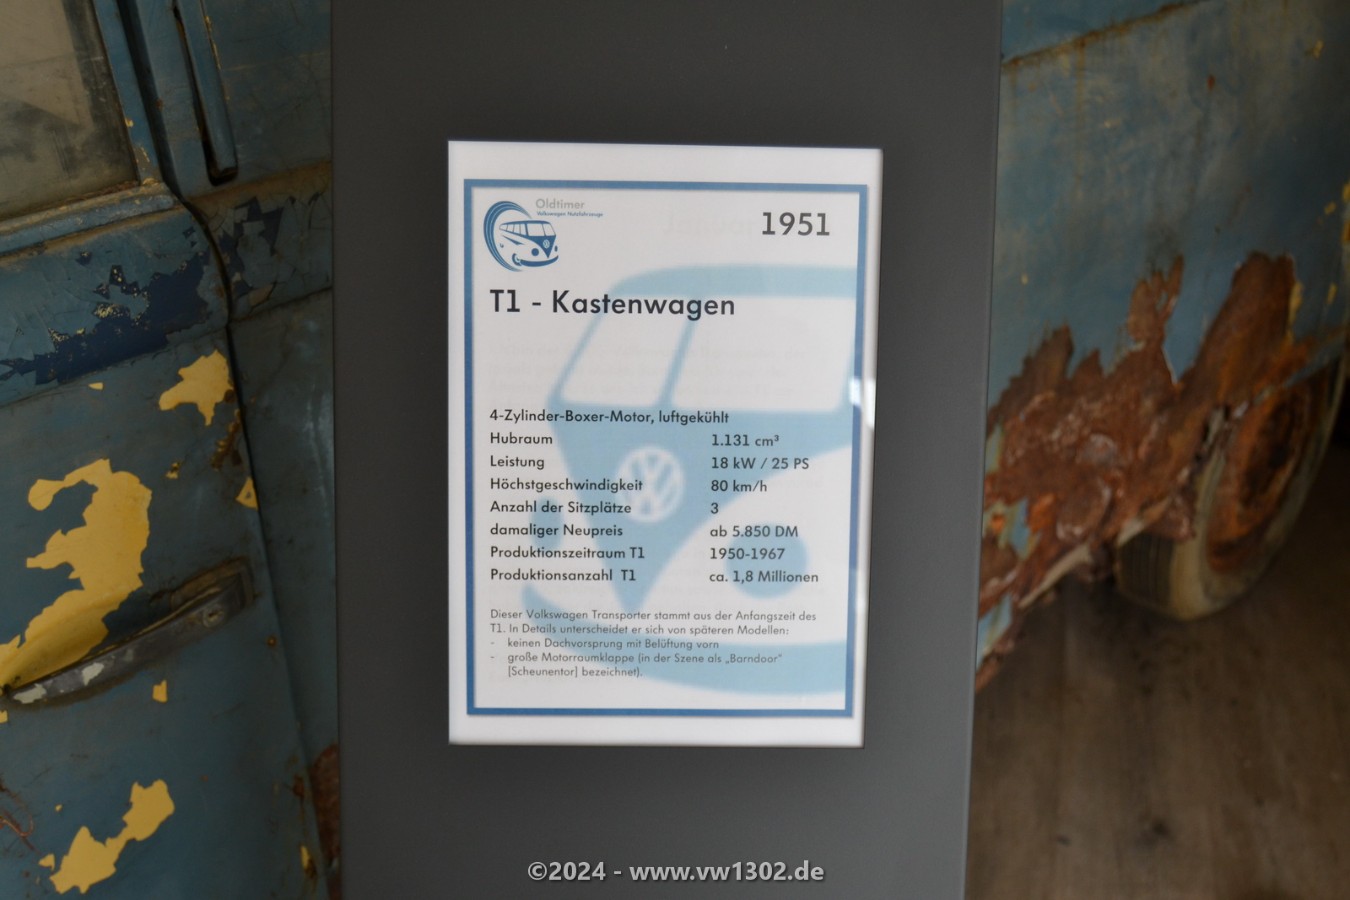 Oldtimer
Volkswagen Nutzfahrzeuge
1951
T1 - Kastenwagen
4-Zylinder-Boxer-Motor, luftgekühlt
Hubraum 1.131 cm³
Leistung 18 kW / 25 PS
Höchstgeschwindigkeit 80 km/h
Anzahl der Sitzplätze 3
damaliger Neupreis ab 5.850 DM
Produktionszeitraum T1 1950-1967
Produktionsanzahl T1 ca. 1,8 Millionen
Dieser Volkswagen Transporter stammt aus der Anfangszeit des
T1. In Details unterscheidet er sich von späteren Modellen:
- keinen Dachvorsprung mit Belüftung vorn
- große Motorraumklappe (in der Szene als „Barndoor"
[Scheunentor] bezeichnet).
©2024 - www.vw1302.de